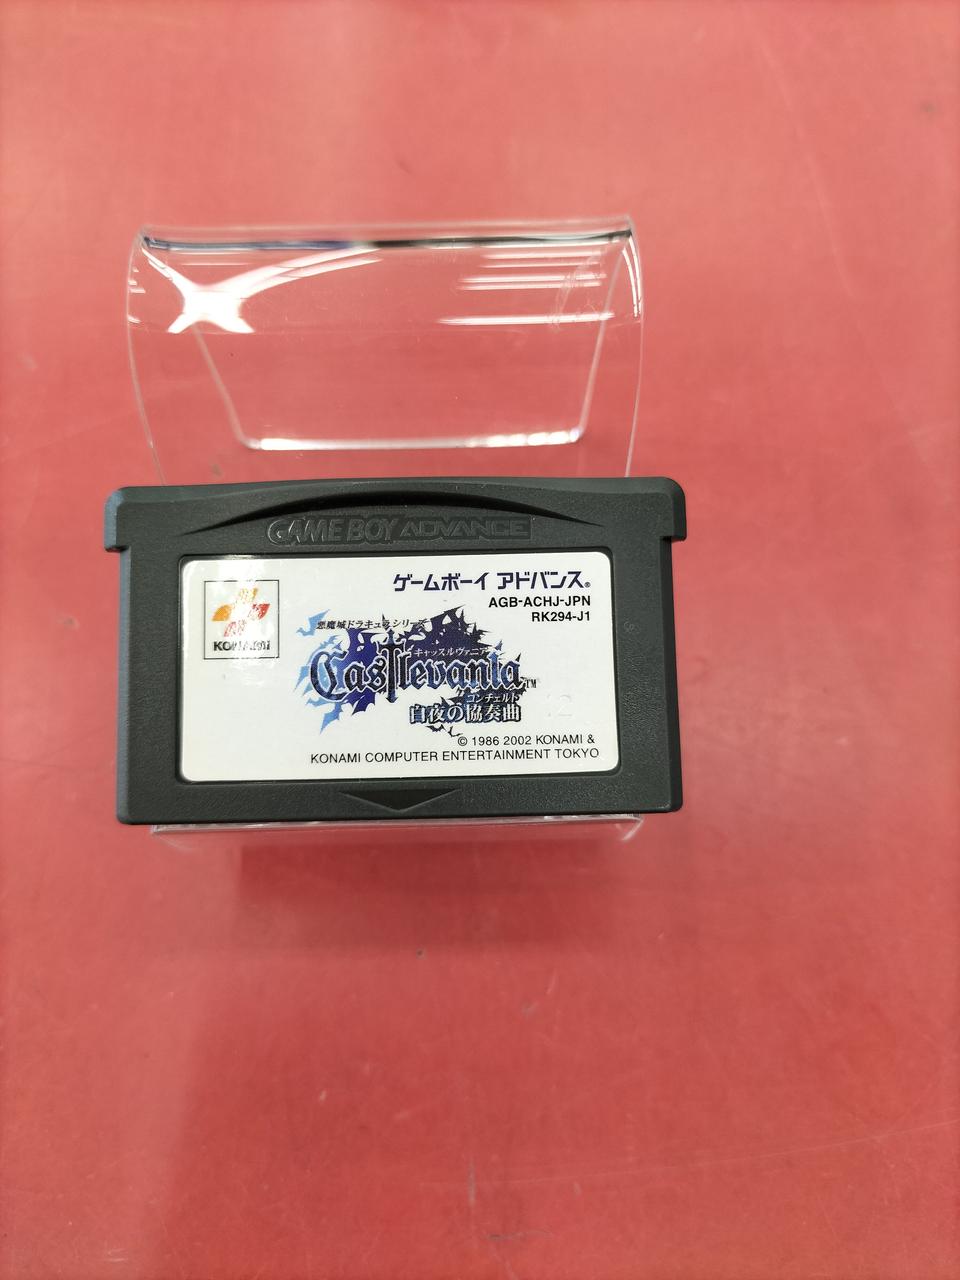 GAME BOY ADVANCE
ゲームボーイ アドバンス®
AGB-ACHJ-JPN
RK294-J1
KONAMI
悪魔城ドラキュラシリーズ
キャッスルヴァニア
Castlevania™
コンチェルト
白夜の協奏曲
12
© 1986 2002 KONAMI &
KONAMI COMPUTER ENTERTAINMENT TOKYO